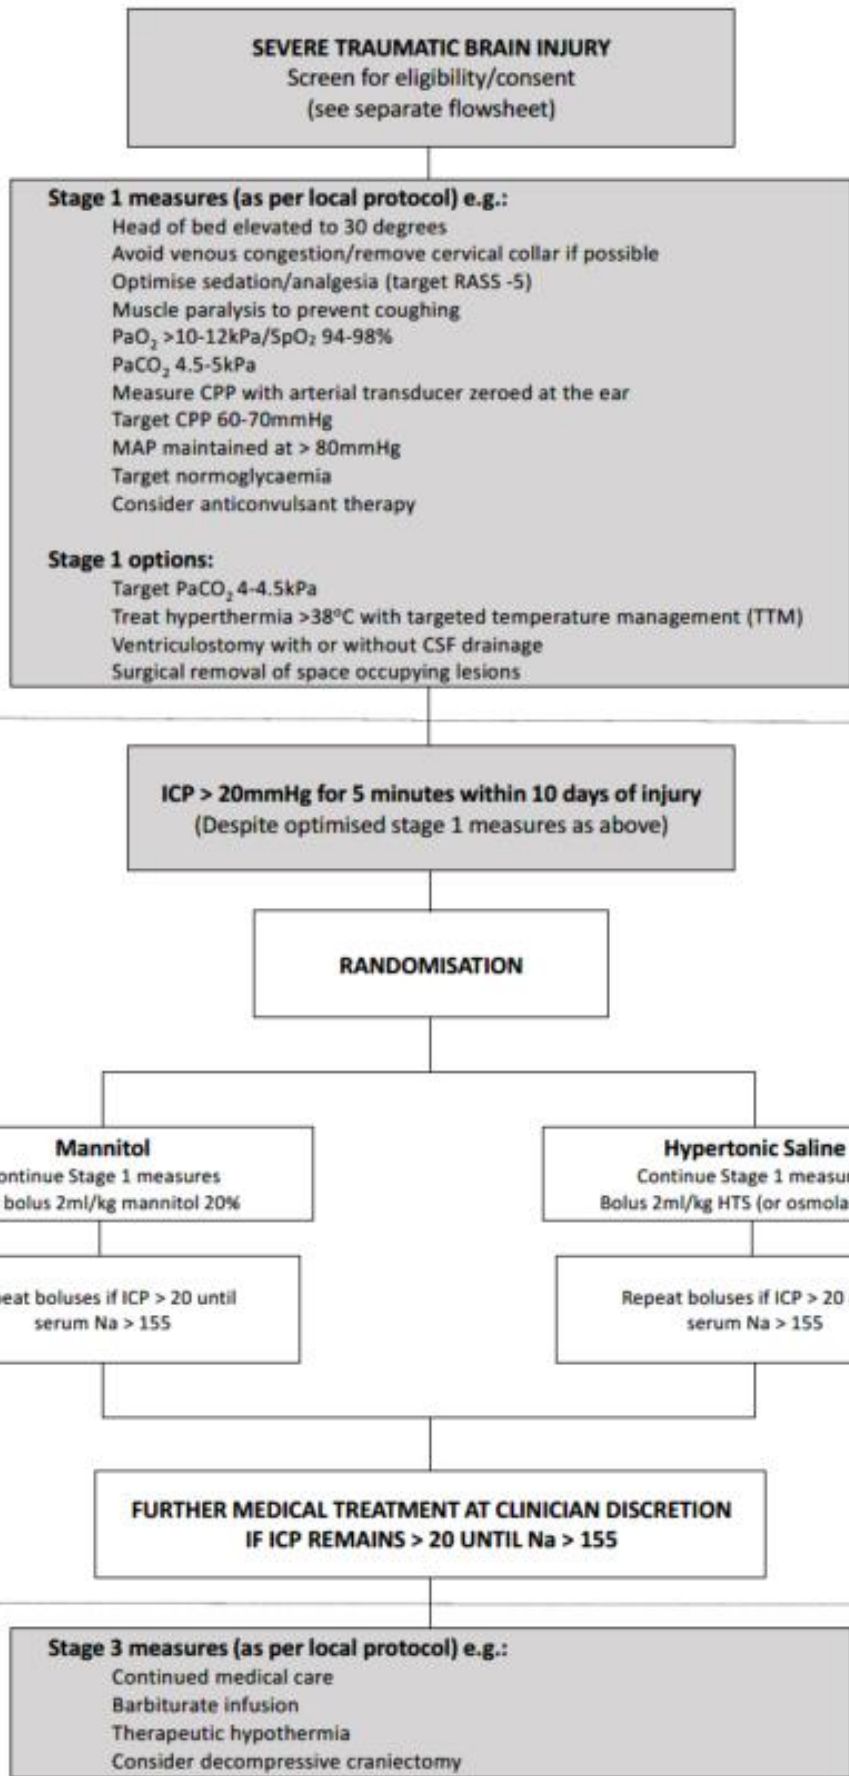 SEVERE TRAUMATIC BRAIN INJURY
Screen for eligibility/consent
(see separate flowsheet)
Stage 1 measures (as per local protocol) e.g.:
Head of bed elevated to 30 degrees
Avoid venous congestion/remove cervical collar if possible
Optimise sedation/analgesia (target RASS -5)
Muscle paralysis to prevent coughing
PaO₂ >10-12kPa/SpO₂ 94-98%
PaCO₂ 4.5-5kPa
Measure CPP with arterial transducer zeroed at the ear
Target CPP 60-70mmHg
MAP maintained at > 80mmHg
Target normoglycaemia
Consider anticonvulsant therapy
Stage 1 options:
Target PaCO₂ 4-4.5kPa
Treat hyperthermia >38°C with targeted temperature management (TTM)
Ventriculostomy with or without CSF drainage
Surgical removal of space occupying lesions
ICP > 20mmHg for 5 minutes within 10 days of injury
(Despite optimised stage 1 measures as above)
RANDOMISATION
Mannitol
Stage 1 measures
bolus 2ml/kg mannitol 20%
boluses if ICP > 20 until
serum Na > 155
Hypertonic Saline
Continue Stage 1
Bolus 2ml/kg HTS (or
Repeat boluses if ICP > 20
serum Na > 155
FURTHER MEDICAL TREATMENT AT CLINICIAN DISCRETION
IF ICP REMAINS > 20 UNTIL Na > 155
Stage 3 measures (as per local protocol) e.g.:
Continued medical care
Barbiturate infusion
Therapeutic hypothermia
Consider decompressive craniectomy